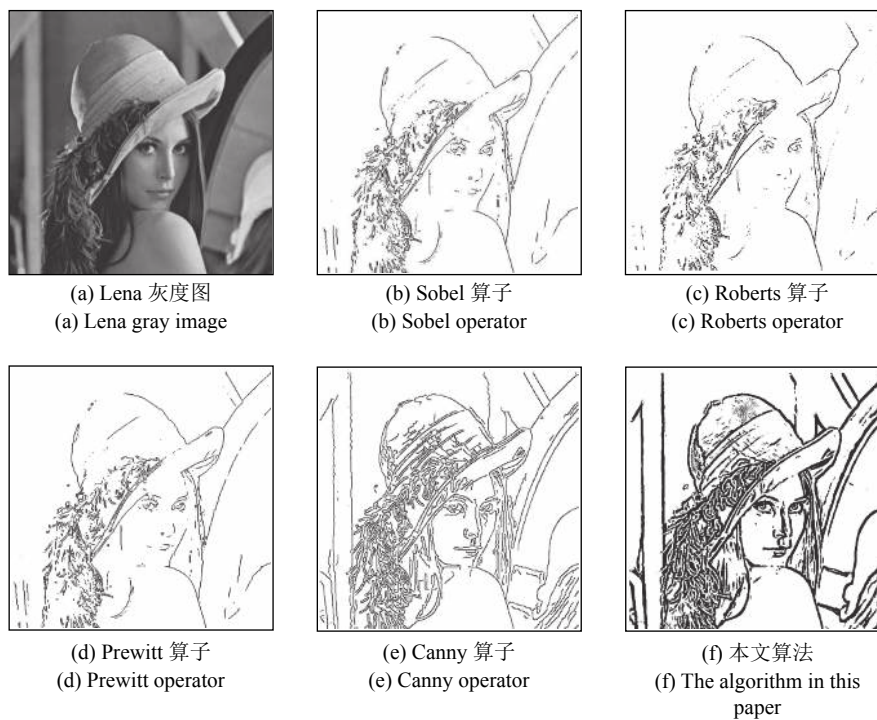 (a) Lena 灰度图
(a) Lena gray image
(b) Sobel 算子
(b) Sobel operator
(c) Roberts 算子
(c) Roberts operator
(d) Prewitt 算子
(d) Prewitt operator
(e) Canny 算子
(e) Canny operator
(f) 本文算法
(f) The algorithm in this
paper